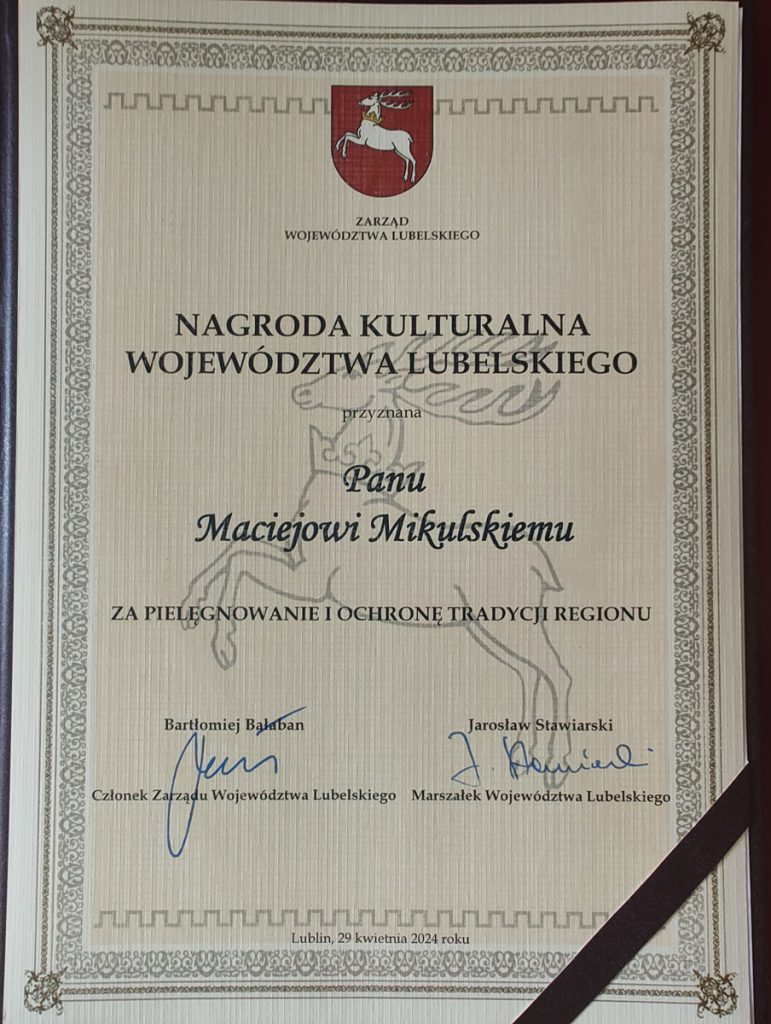 ZARZĄD
WOJEWÓDZTWA LUBELSKIEGO
NAGRODA KULTURALNA
WOJEWÓDZTWA LUBELSKIEGO
przyznana
Panu
Maciejowi Mikulskiemu
ZA PIELĘGNOWANIE I OCHRONĘ TRADYCJI REGIONU
Bartłomiej Bałaban
Jarosław Stawiarski
Członek Zarządu Województwa Lubelskiego
Marszałek Województwa Lubelskiego
Lublin, 29 kwietnia 2024 roku